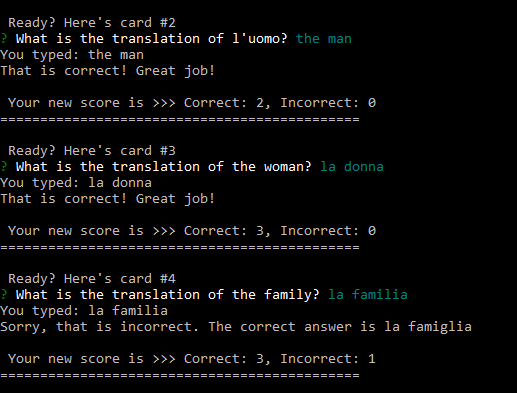 Ready? Here's card #2
? What is the translation of l'uomo? the man
You typed: the man
That is correct! Great job!
Your new score is >>> Correct: 2, Incorrect: 0
=============================================
Ready? Here's card #3
? What is the translation of the woman? la donna
You typed: la donna
That is correct! Great job!
Your new score is >>> Correct: 3, Incorrect: 0
=============================================
Ready? Here's card #4
? What is the translation of the family? la familia
You typed: la familia
Sorry, that is incorrect. The correct answer is la famiglia
Your new score is >>> Correct: 3, Incorrect: 1
=============================================